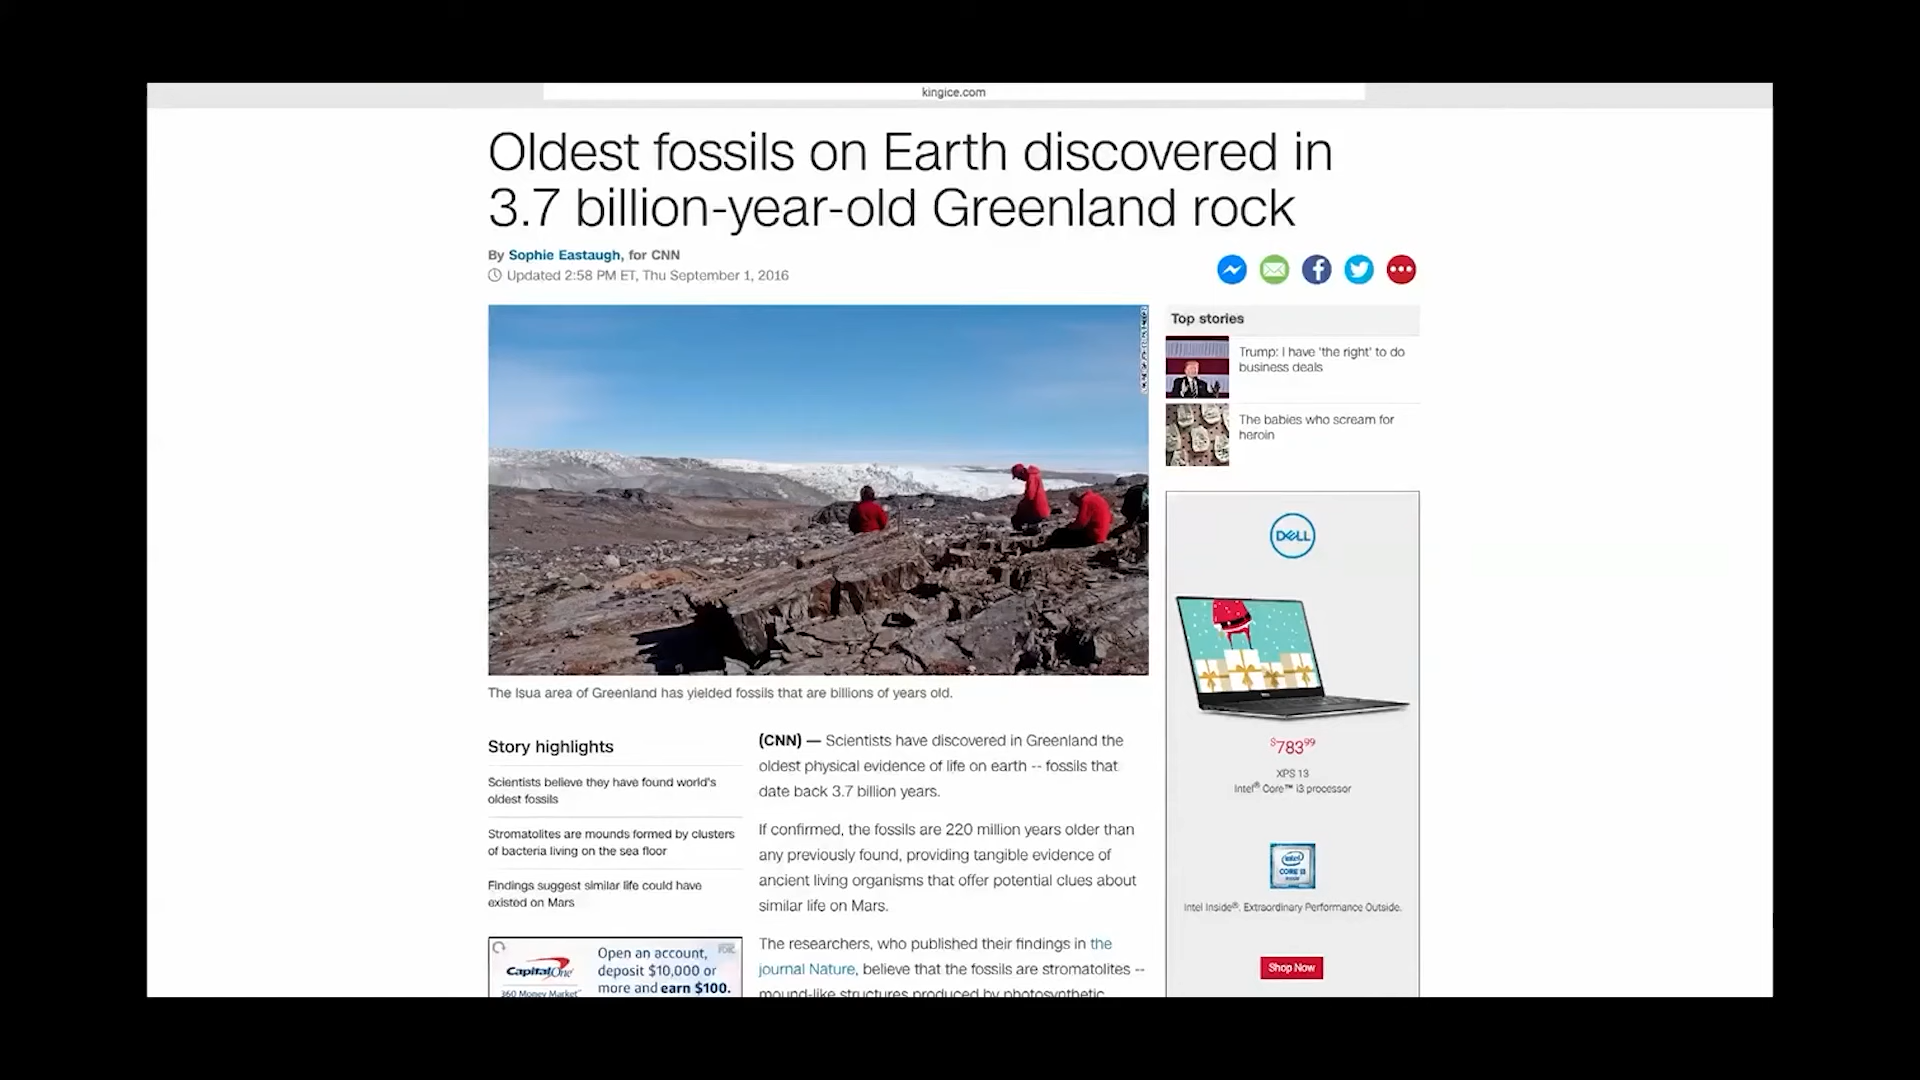 kingice.com
Oldest fossils on Earth discovered in
3.7 billion-year-old Greenland rock
By Sophie Eastaugh, for CNN
Updated 2:58 PM ET, Thu September 1, 2016
Top stories
Trump: I have 'the right' to do
business deals
The babies who scream for
heroin
The Isua area of Greenland has yielded fossils that are billions of years old.
Story highlights
Scientists believe they have found world's
oldest fossils
Stromatolites are mounds formed by clusters
of bacteria living on the sea floor
Findings suggest similar life could have
existed on Mars
CapitalOne
360 Money Market
Open an account,
deposit $10,000 or
more and earn $100.
(CNN) — Scientists have discovered in Greenland the
oldest physical evidence of life on earth -- fossils that
date back 3.7 billion years.
If confirmed, the fossils are 220 million years older than
any previously found, providing tangible evidence of
ancient living organisms that offer potential clues about
similar life on Mars.
The researchers, who published their findings in the
journal Nature, believe that the fossils are stromatolites --
mound-like structures produced by photosynthetic
DELL
$783.99
XPS 13
Intel® Core™ i3 processor
intel
CORE i3
inside
Intel Inside®. Extraordinary Performance Outside.
Shop Now